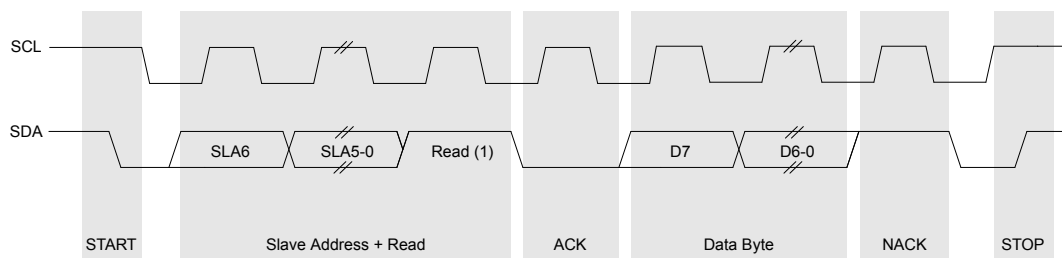 SCL
SDA
SLA6 SLA5-0 Read (1) D7 D6-0
START Slave Address + Read ACK Data Byte NACK STOP